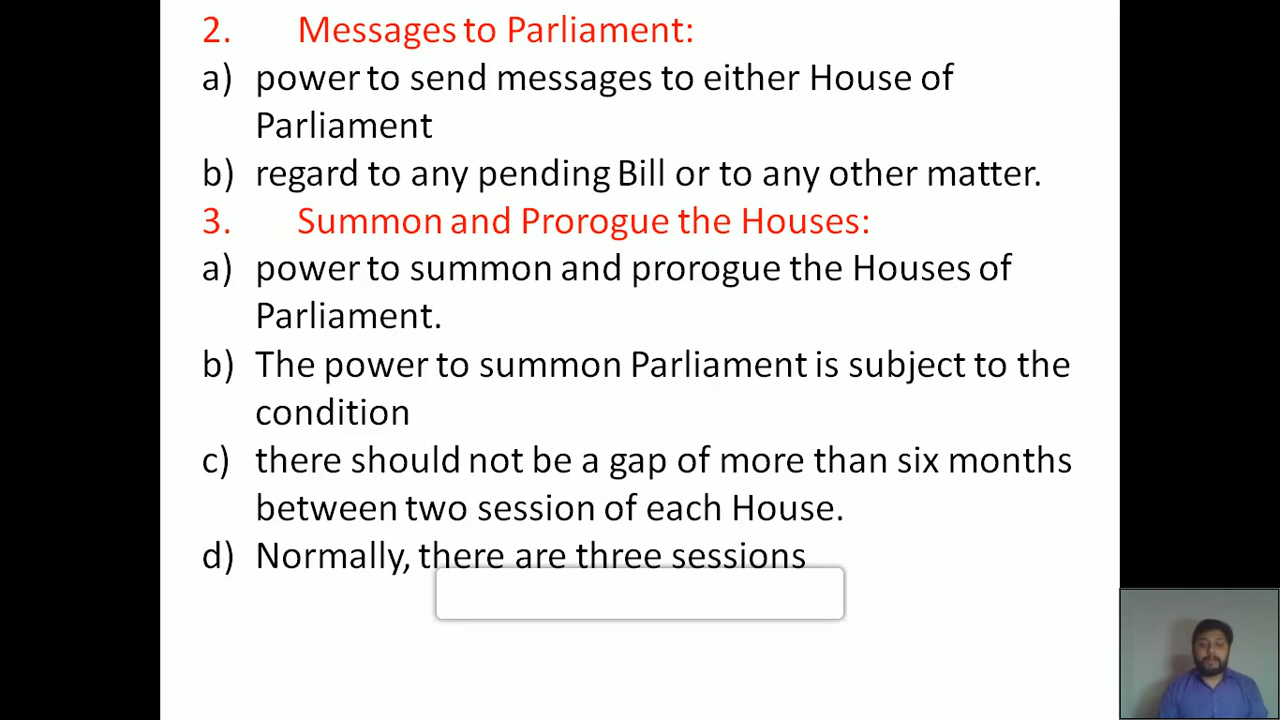 2. Messages to Parliament:
a) power to send messages to either House of
Parliament
b) regard to any pending Bill or to any other matter.
3. Summon and Prorogue the Houses:
a) power to summon and prorogue the Houses of
Parliament.
b) The power to summon Parliament is subject to the
condition
c) there should not be a gap of more than six months
between two session of each House.
d) Normally, there are three sessions